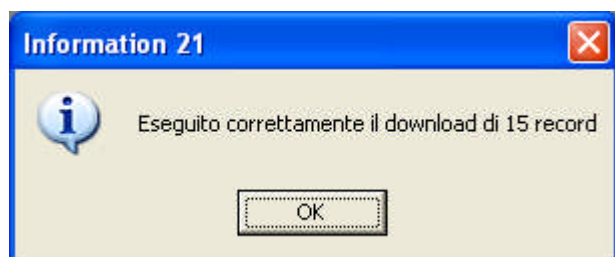 Information 21
Eseguito correttamente il download di 15 record
OK